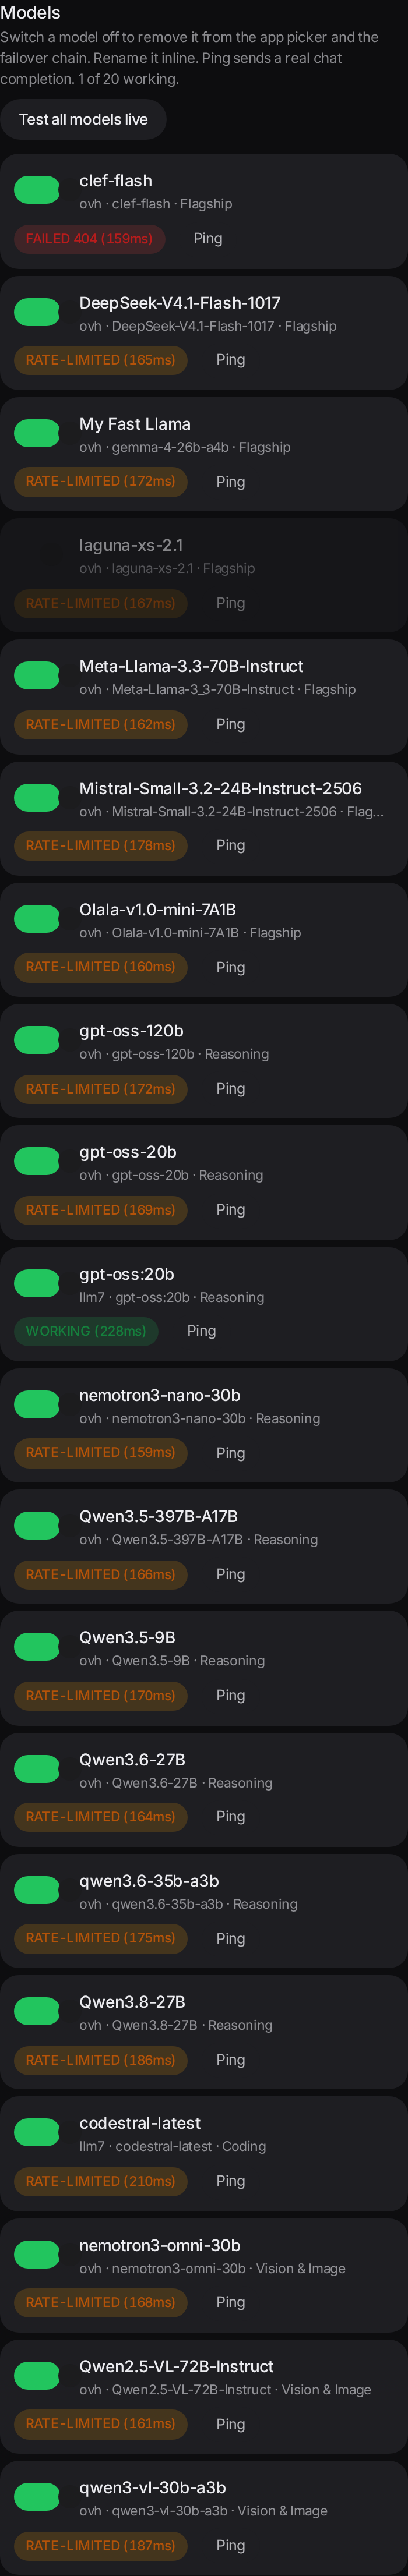 Models
Switch a model off to remove it from the app picker and the
failover chain. Rename it inline. Ping sends a real chat
completion. 1 of 20 working.
Test all models live
clef-flash
ovh · clef-flash · Flagship
FAILED 404 (159ms) Ping
DeepSeek-V4.1-Flash-1017
ovh · DeepSeek-V4.1-Flash-1017 · Flagship
RATE-LIMITED (165ms) Ping
My Fast Llama
ovh · gemma-4-26b-a4b · Flagship
RATE-LIMITED (172ms) Ping
laguna-xs-2.1
ovh · laguna-xs-2.1 · Flagship
RATE-LIMITED (167ms) Ping
Meta-Llama-3.3-70B-Instruct
ovh · Meta-Llama-3_3-70B-Instruct · Flagship
RATE-LIMITED (162ms) Ping
Mistral-Small-3.2-24B-Instruct-2506
ovh · Mistral-Small-3.2-24B-Instruct-2506 · Flag...
RATE-LIMITED (178ms) Ping
Olala-v1.0-mini-7A1B
ovh · Olala-v1.0-mini-7A1B · Flagship
RATE-LIMITED (160ms) Ping
gpt-oss-120b
ovh · gpt-oss-120b · Reasoning
RATE-LIMITED (172ms) Ping
gpt-oss-20b
ovh · gpt-oss-20b · Reasoning
RATE-LIMITED (169ms) Ping
gpt-oss:20b
llm7 · gpt-oss:20b · Reasoning
WORKING (228ms) Ping
nemotron3-nano-30b
ovh · nemotron3-nano-30b · Reasoning
RATE-LIMITED (159ms) Ping
Qwen3.5-397B-A17B
ovh · Qwen3.5-397B-A17B · Reasoning
RATE-LIMITED (166ms) Ping
Qwen3.5-9B
ovh · Qwen3.5-9B · Reasoning
RATE-LIMITED (170ms) Ping
Qwen3.6-27B
ovh · Qwen3.6-27B · Reasoning
RATE-LIMITED (164ms) Ping
qwen3.6-35b-a3b
ovh · qwen3.6-35b-a3b · Reasoning
RATE-LIMITED (175ms) Ping
Qwen3.8-27B
ovh · Qwen3.8-27B · Reasoning
RATE-LIMITED (186ms) Ping
codestral-latest
llm7 · codestral-latest · Coding
RATE-LIMITED (210ms) Ping
nemotron3-omni-30b
ovh · nemotron3-omni-30b · Vision & Image
RATE-LIMITED (168ms) Ping
Qwen2.5-VL-72B-Instruct
ovh · Qwen2.5-VL-72B-Instruct · Vision & Image
RATE-LIMITED (161ms) Ping
qwen3-vl-30b-a3b
ovh · qwen3-vl-30b-a3b · Vision & Image
RATE-LIMITED (187ms) Ping